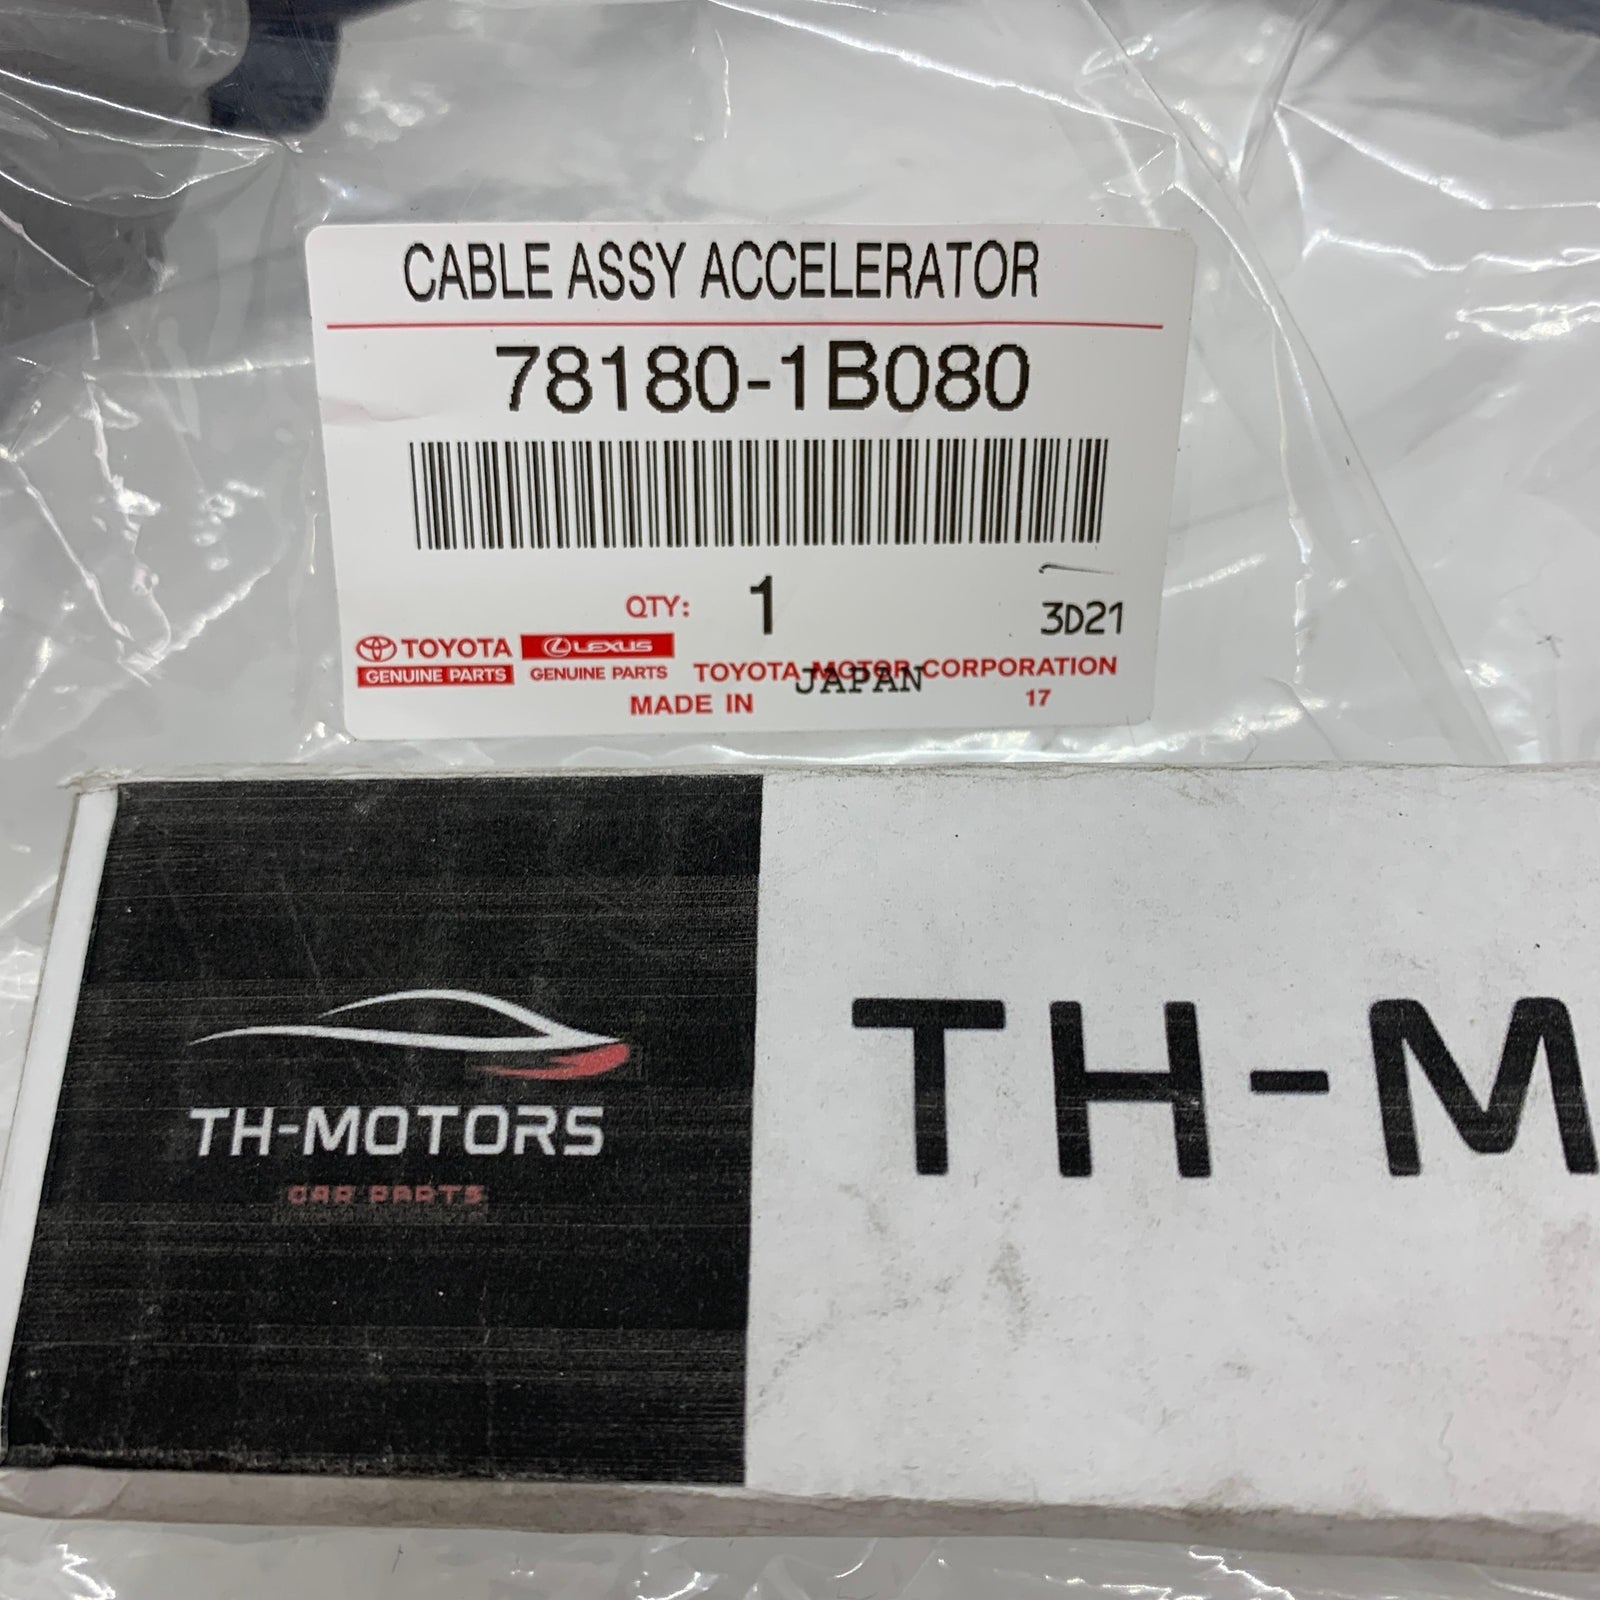 CABLE ASSY ACCELERATOR
78180-1B080
QTY: 1 3D21
TOYOTA LEXUS
GENUINE PARTS GENUINE PARTS TOYOTA MOTOR CORPORATION
MADE IN JAPAN 17
TH-MOTORS
CAR PARTS
TH-M